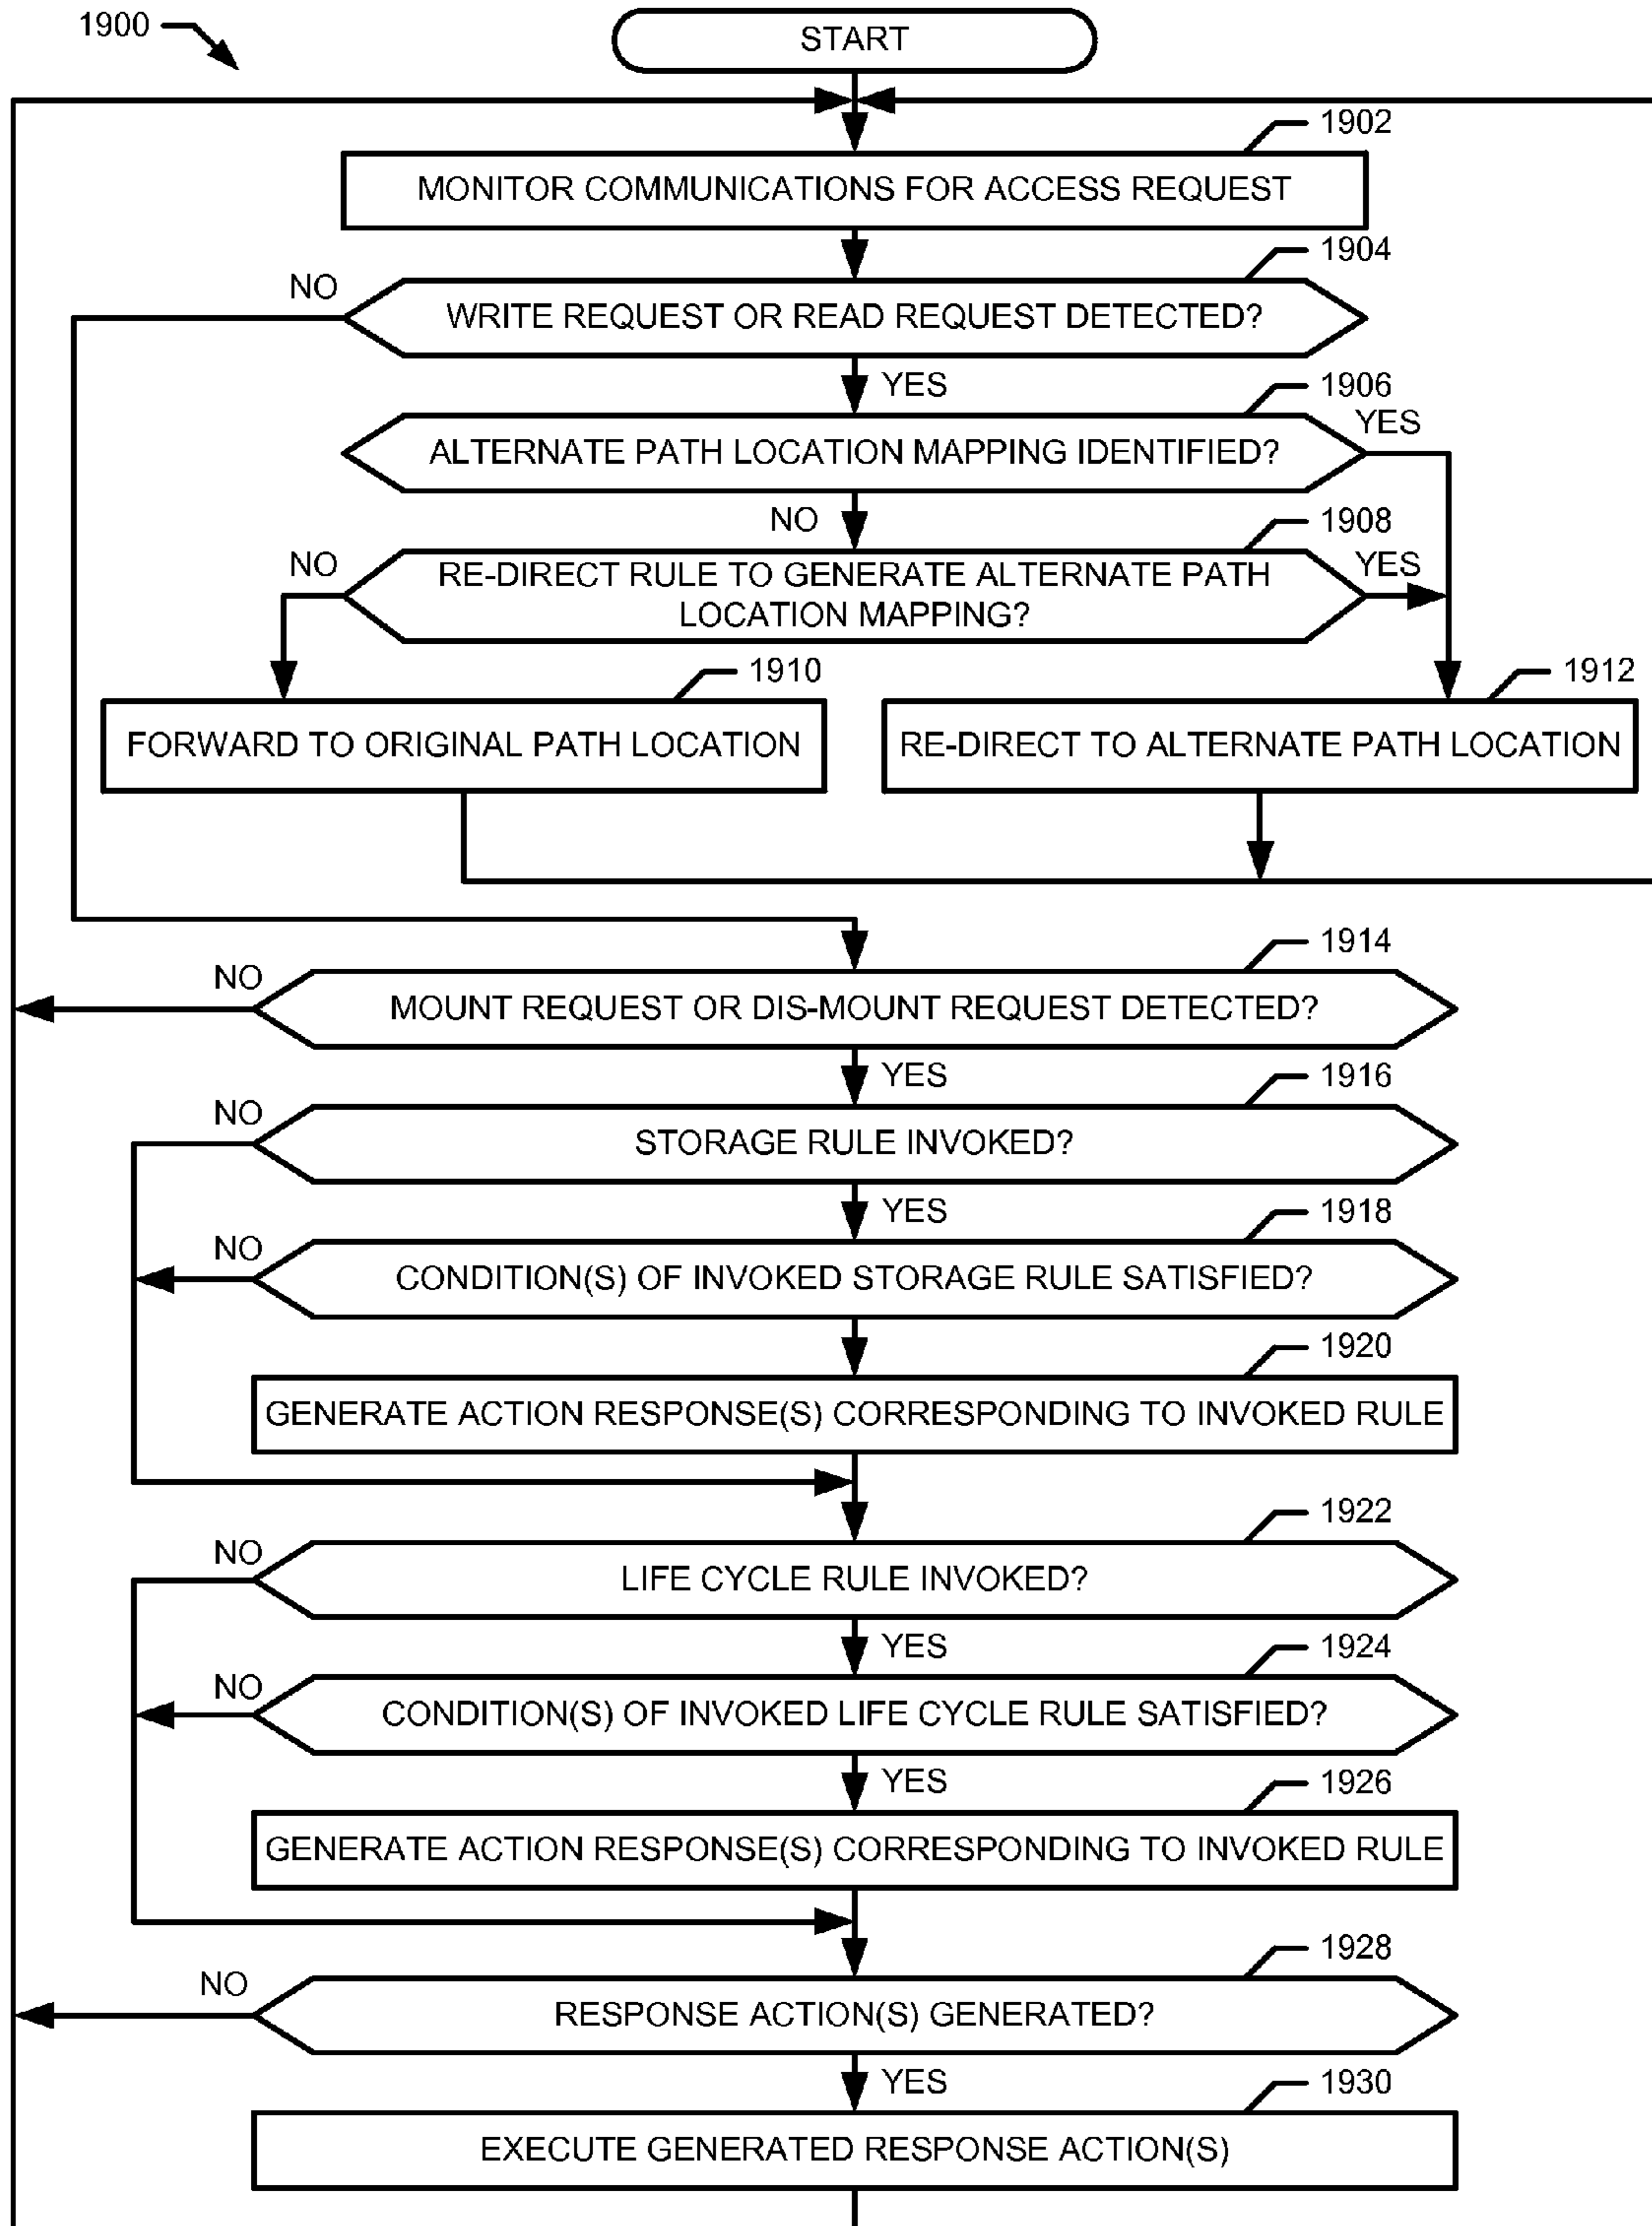 1900
START
1902
MONITOR COMMUNICATIONS FOR ACCESS REQUEST
1904
NO
WRITE REQUEST OR READ REQUEST DETECTED?
YES
1906
YES
ALTERNATE PATH LOCATION MAPPING IDENTIFIED?
NO
1908
NO
YES
RE-DIRECT RULE TO GENERATE ALTERNATE PATH
LOCATION MAPPING?
1910
1912
FORWARD TO ORIGINAL PATH LOCATION
RE-DIRECT TO ALTERNATE PATH LOCATION
1914
NO
MOUNT REQUEST OR DIS-MOUNT REQUEST DETECTED?
YES
1916
NO
STORAGE RULE INVOKED?
YES
1918
NO
CONDITION(S) OF INVOKED STORAGE RULE SATISFIED?
1920
GENERATE ACTION RESPONSE(S) CORRESPONDING TO INVOKED RULE
1922
NO
LIFE CYCLE RULE INVOKED?
YES
1924
NO
CONDITION(S) OF INVOKED LIFE CYCLE RULE SATISFIED?
YES
1926
GENERATE ACTION RESPONSE(S) CORRESPONDING TO INVOKED RULE
1928
NO
RESPONSE ACTION(S) GENERATED?
YES
1930
EXECUTE GENERATED RESPONSE ACTION(S)